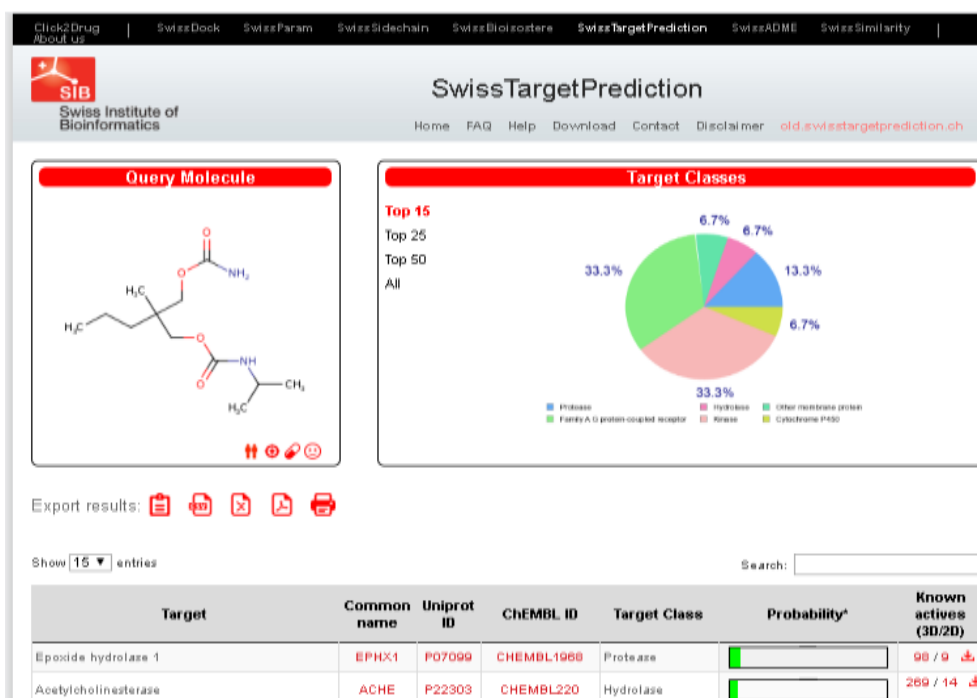 Click2Drug | SwissDock SwissParam SwissSidechain SwissBioisostere SwissTargetPrediction SwissADME SwissSimilarity |
About us
SIB
Swiss Institute of
Bioinformatics
SwissTargetPrediction
Home FAQ Help Download Contact Disclaimer old.swisstargetprediction.ch
Query Molecule
O
O
NH₂
H₃C
H₃C
O
O
NH
CH₃
H₃C
Target Classes
Top 15
Top 25
Top 50
All
6.7%
6.7%
33.3%
13.3%
6.7%
33.3%
Protease Hydrolase Other membrane protein
Family A G protein-coupled receptor Kinase Cytochrome P450
Export results:
CSV
Show 15 entries
Search:
Target Common name Uniprot ID ChEMBL ID Target Class Probability* Known actives (3D/2D)
Epoxide hydrolase 1 EPHX1 P07099 CHEMBL1968 Protease 98 / 9
Acetylcholinesterase ACHE P22303 CHEMBL220 Hydrolase 269 / 14